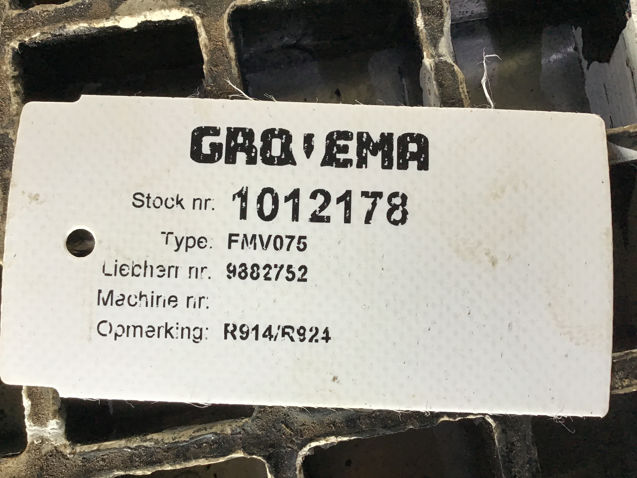 GROVEMA
Stock nr: 1012178
Type: FMV075
Liebherr nr. 9882752
Machine nr:
Opmerking: R914/R924